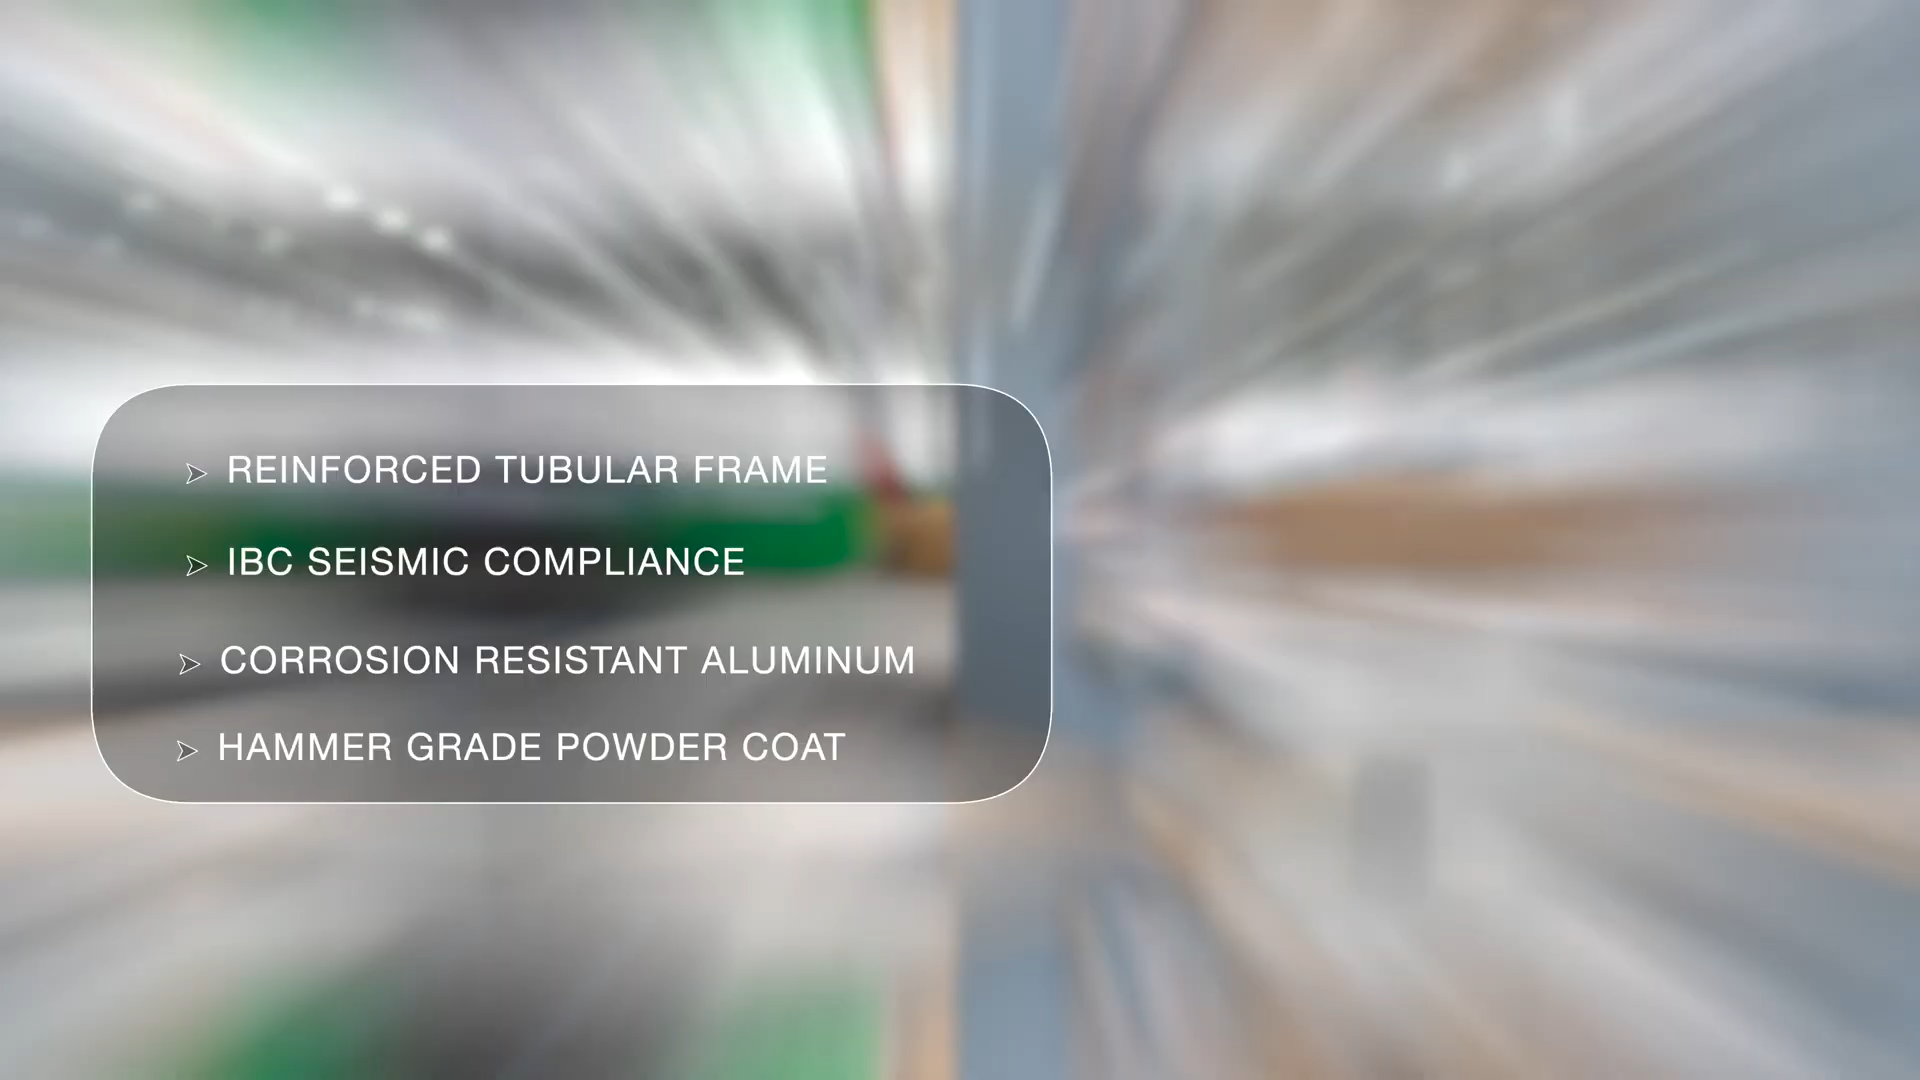 ➢ REINFORCED TUBULAR FRAME
➢ IBC SEISMIC COMPLIANCE
➢ CORROSION RESISTANT ALUMINUM
➢ HAMMER GRADE POWDER COAT